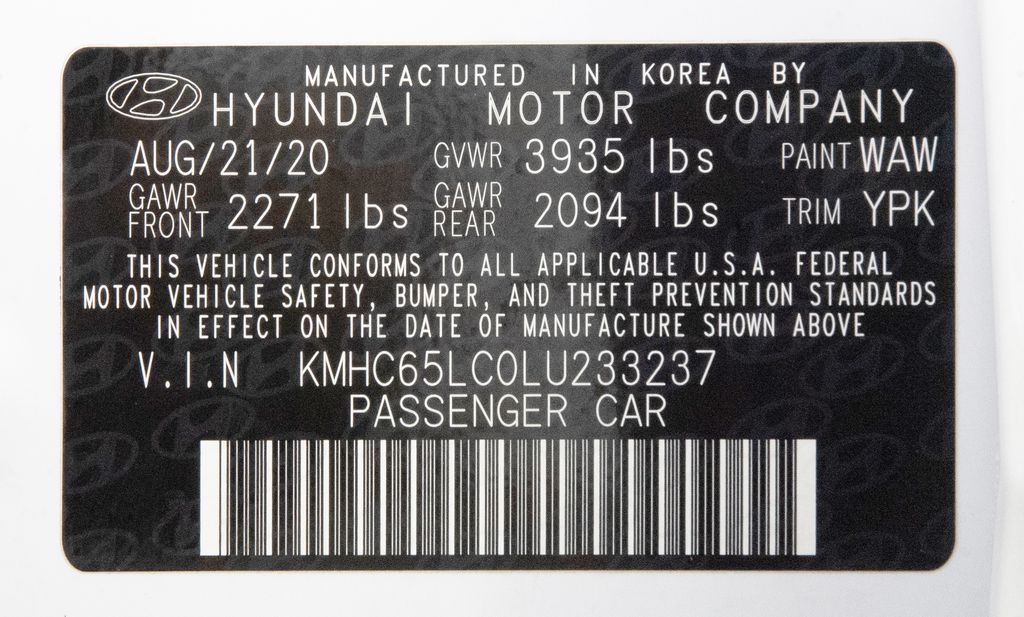 MANUFACTURED IN KOREA BY
HYUNDAI MOTOR COMPANY
AUG/21/20 GVWR 3935 lbs PAINT WAW
GAWR FRONT 2271 lbs GAWR REAR 2094 lbs TRIM YPK
THIS VEHICLE CONFORMS TO ALL APPLICABLE U.S.A. FEDERAL
MOTOR VEHICLE SAFETY, BUMPER, AND THEFT PREVENTION STANDARDS
IN EFFECT ON THE DATE OF MANUFACTURE SHOWN ABOVE
V.I.N KMHC65LC0LU233237
PASSENGER CAR